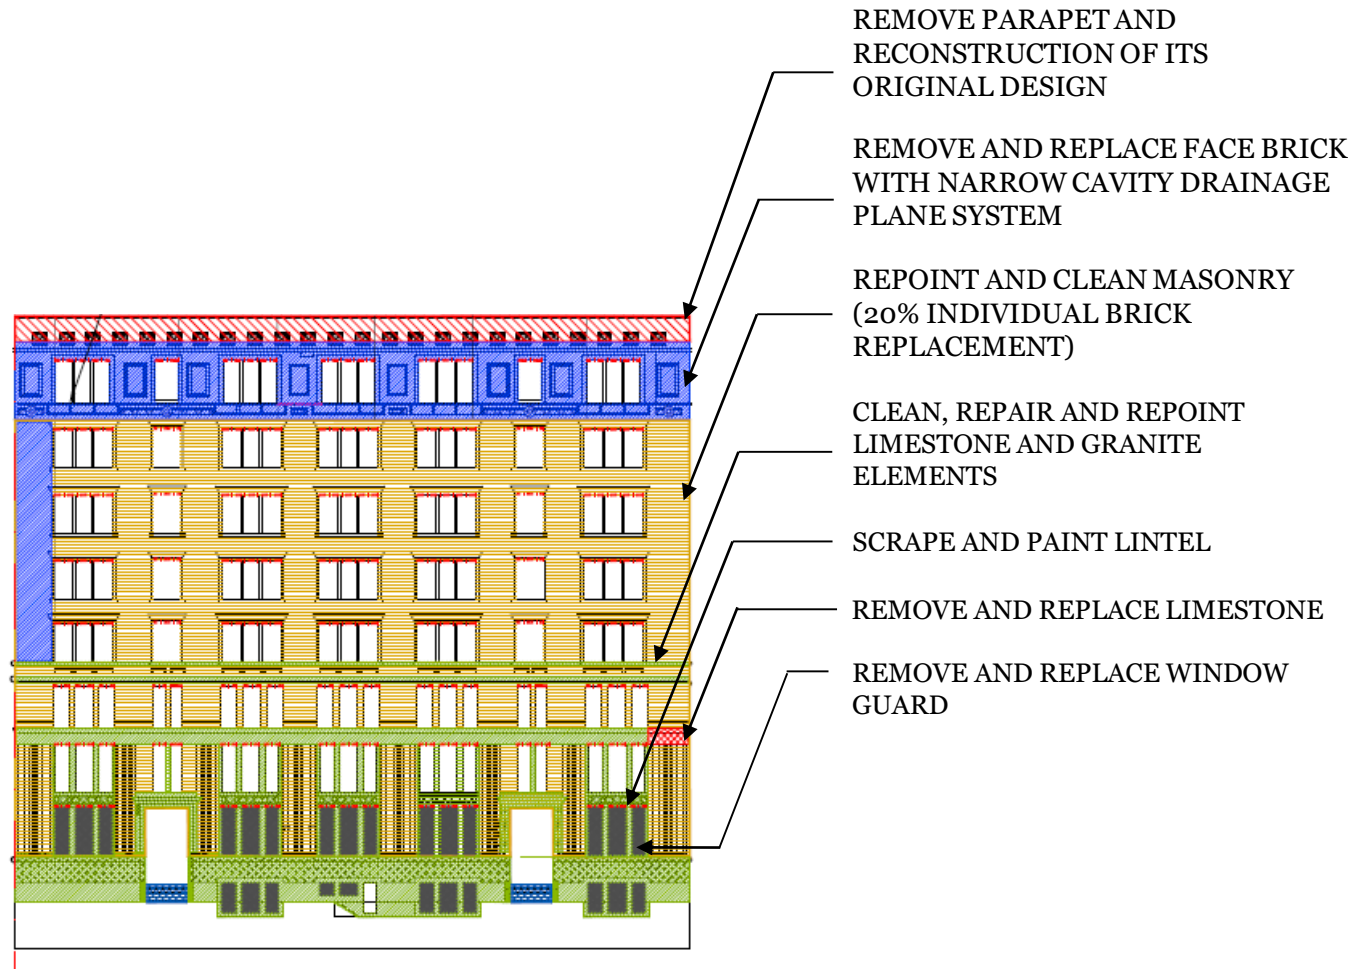 REMOVE PARAPET AND
RECONSTRUCTION OF ITS
ORIGINAL DESIGN
REMOVE AND REPLACE FACE BRICK
WITH NARROW CAVITY DRAINAGE
PLANE SYSTEM
REPOINT AND CLEAN MASONRY
(20% INDIVIDUAL BRICK
REPLACEMENT)
CLEAN, REPAIR AND REPOINT
LIMESTONE AND GRANITE
ELEMENTS
SCRAPE AND PAINT LINTEL
REMOVE AND REPLACE LIMESTONE
REMOVE AND REPLACE WINDOW
GUARD